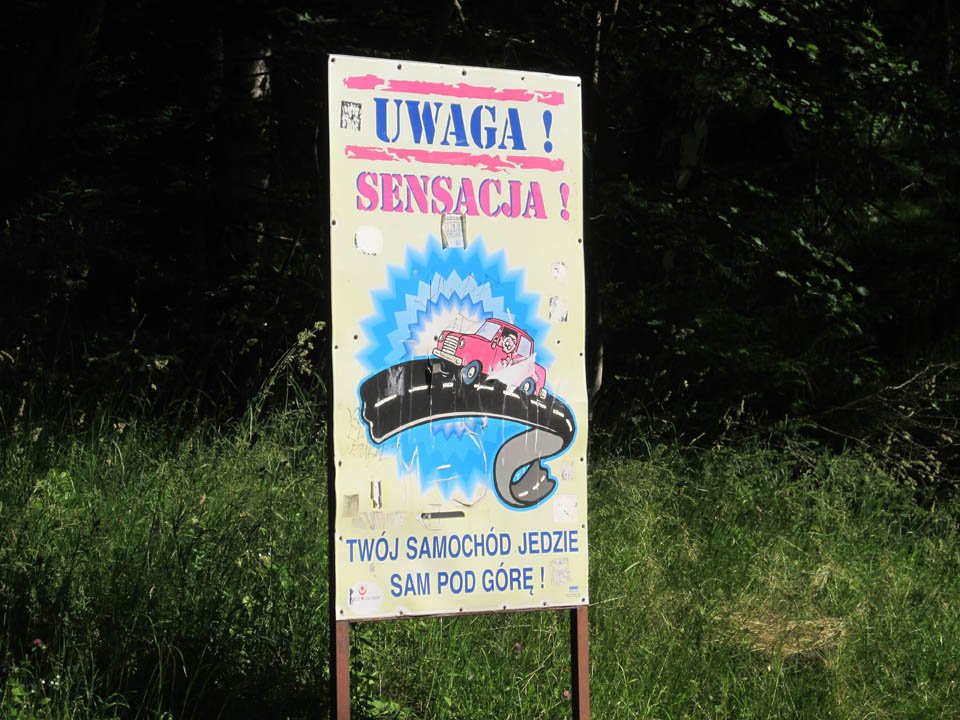 UWAGA !
SENSACJA !
TWÓJ SAMOCHÓD JEDZIE
SAM POD GÓRĘ !